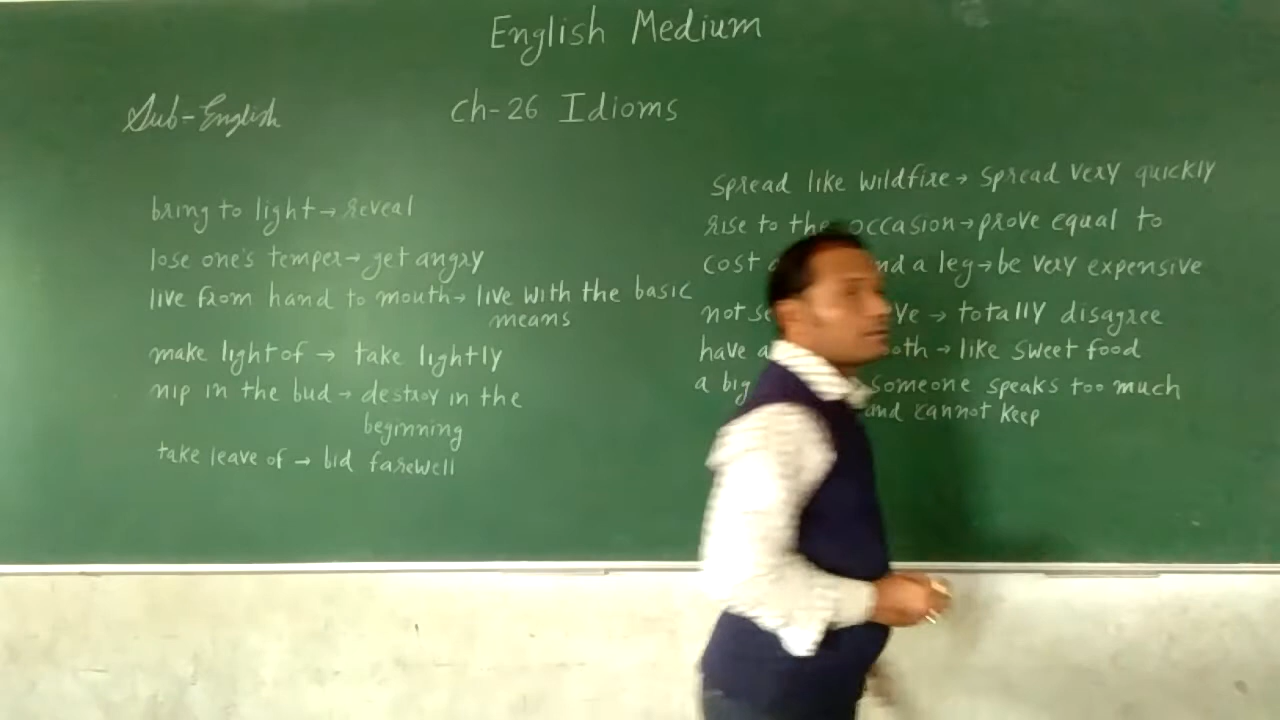 English Medium
Sub-English
Ch-26 Idioms
bring to light → reveal
lose one's temper → get angry
live from hand to mouth → live with the basic
means
make light of → take lightly
nip in the bud → destroy in the
beginning
take leave of → bid farewell
Spread like wildfire → spread very quickly
rise to the occasion → prove equal to
cost a leg → be very expensive
not → totally disagree
have → like sweet food
a big someone speaks too much
and cannot keep